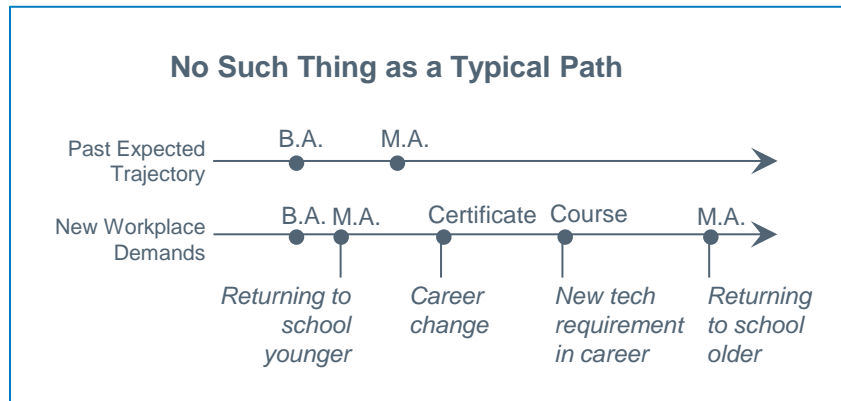 No Such Thing as a Typical Path
B.A. M.A.
Past Expected
Trajectory
B.A. M.A. Certificate Course M.A.
New Workplace
Demands
Returning to
school
younger
Career
change
New tech
requirement
in career
Returning
to school
older